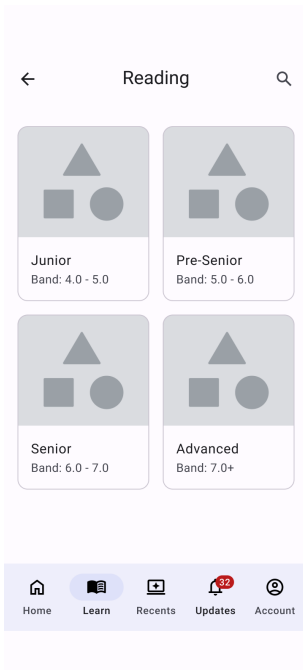 Reading
Junior
Band: 4.0 - 5.0
Pre-Senior
Band: 5.0 - 6.0
Senior
Band: 6.0 - 7.0
Advanced
Band: 7.0+
32
Home
Learn
Recents
Updates
Account